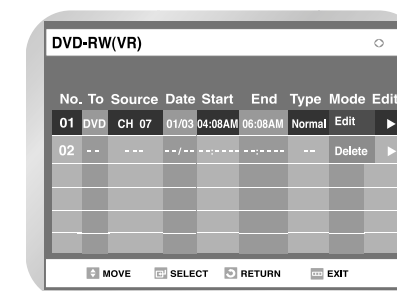 DVD-RW(VR)
No. To Source Date Start End Type Mode Edit
01 DVD CH 07 01/03 04:08AM 06:08AM Normal Edit ▶
02 -- --- --/-- --:---- --:---- -- Delete ▶
MOVE SELECT RETURN EXIT